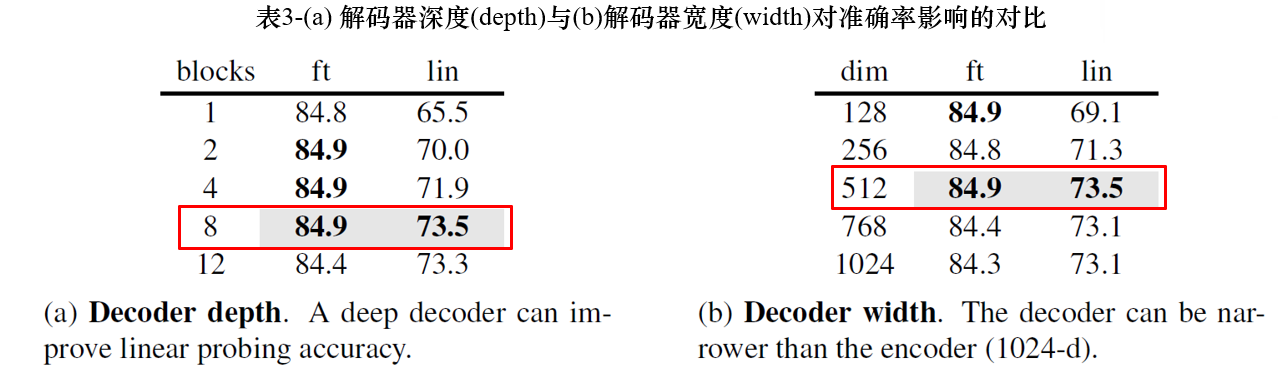 表3-(a) 解码器深度(depth)与(b)解码器宽度(width)对准确率影响的对比
blocks ft lin
1 84.8 65.5
2 84.9 70.0
4 84.9 71.9
8 84.9 73.5
12 84.4 73.3
(a) Decoder depth. A deep decoder can im-
prove linear probing accuracy.
dim ft lin
128 84.9 69.1
256 84.8 71.3
512 84.9 73.5
768 84.4 73.1
1024 84.3 73.1
(b) Decoder width. The decoder can be nar-
rower than the encoder (1024-d).